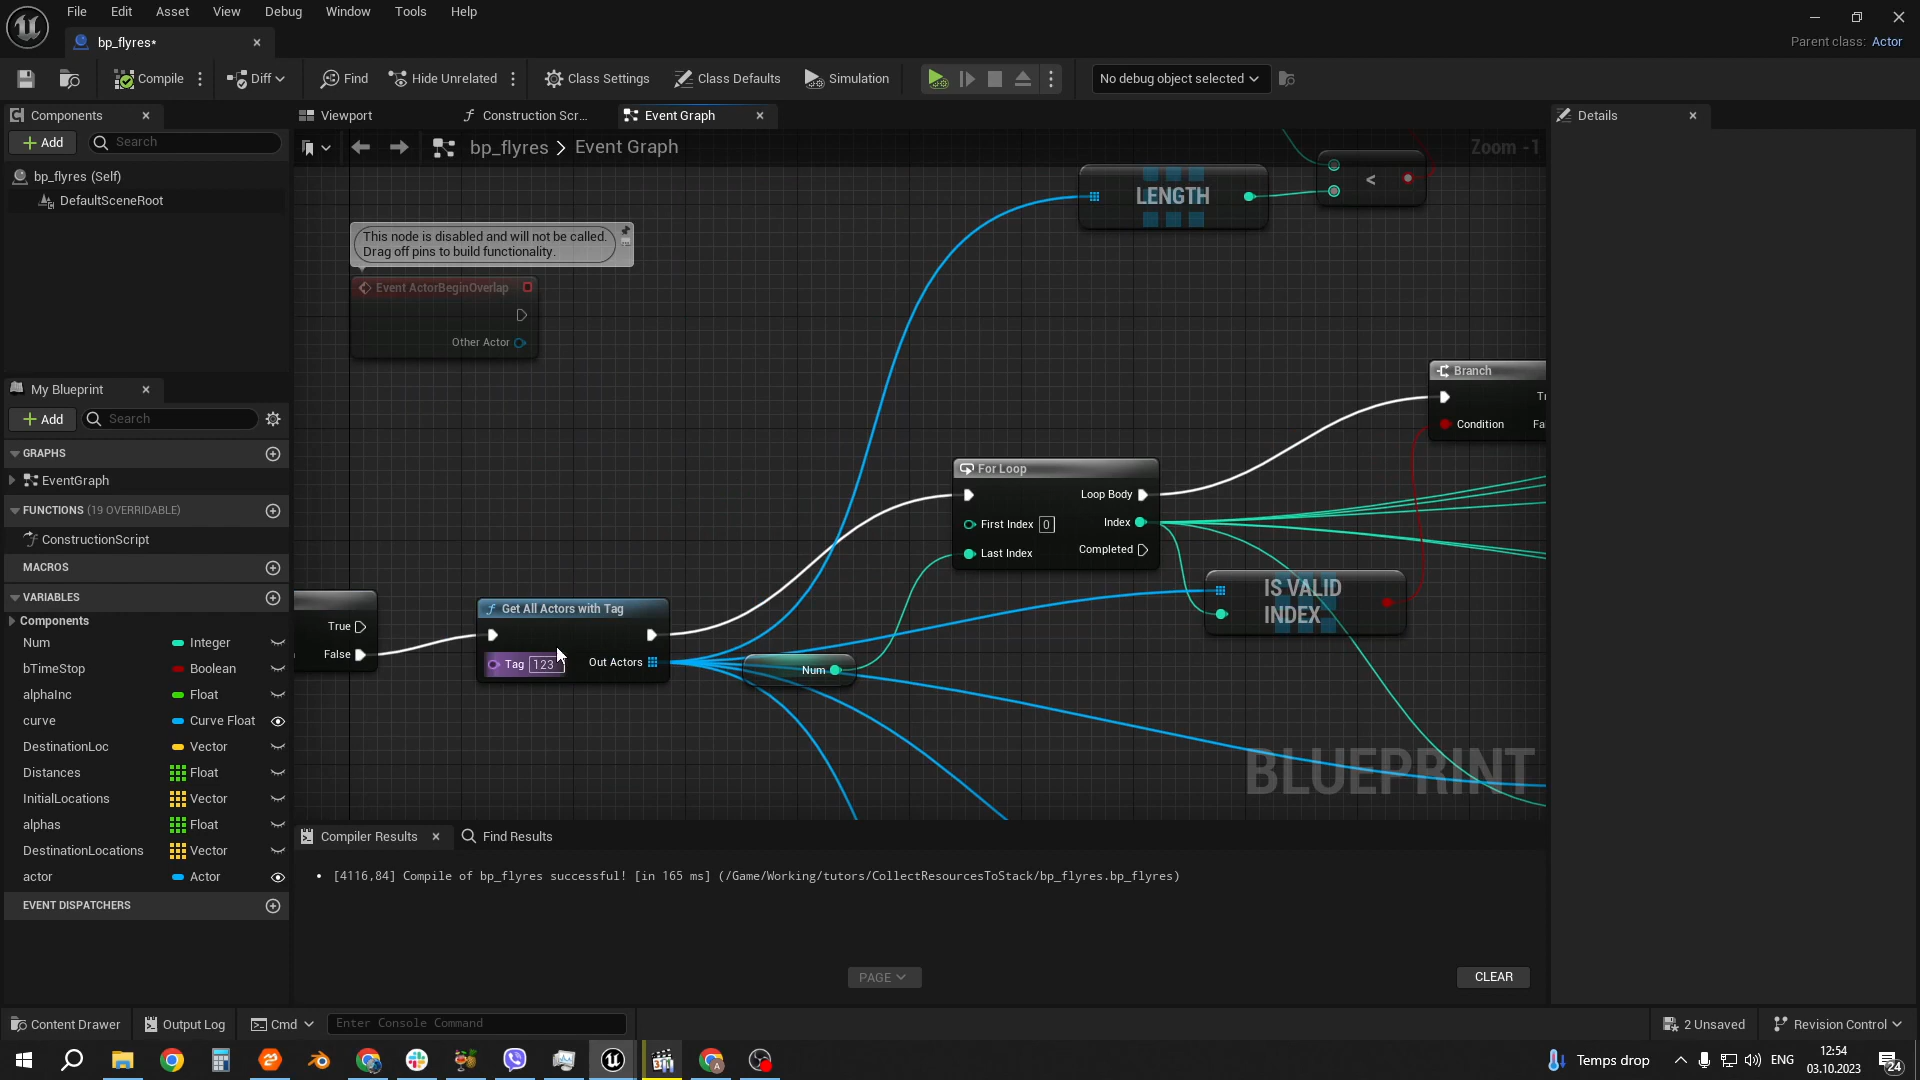 File Edit Asset View Debug Window Tools Help
bp_flyres*
Parent class: Actor
Compile Diff Find Hide Unrelated Class Settings Class Defaults Simulation No debug object selected
Components
Add Search
bp_flyres (Self)
DefaultSceneRoot
My Blueprint
Add Search
GRAPHS
EventGraph
FUNCTIONS (19 OVERRIDABLE)
ConstructionScript
MACROS
VARIABLES
Components
Num Integer
bTimeStop Boolean
alphaInc Float
curve Curve Float
DestinationLoc Vector
Distances Float
InitialLocations Vector
alphas Float
DestinationLocations Vector
actor Actor
EVENT DISPATCHERS
Viewport Construction Scr... Event Graph
bp_flyres > Event Graph
Zoom -1
This node is disabled and will not be called.
Drag off pins to build functionality.
Event ActorBeginOverlap
Other Actor
LENGTH
<
Branch
Tr
Condition Fa
For Loop
Loop Body
First Index 0 Index
Last Index Completed
IS VALID
INDEX
True
False
Get All Actors with Tag
Tag 123 Out Actors
Num
BLUEPRINT
Details
Compiler Results Find Results
• [4116,84] Compile of bp_flyres successful! [in 165 ms] (/Game/Working/tutors/CollectResourcesToStack/bp_flyres.bp_flyres)
PAGE
CLEAR
Content Drawer Output Log Cmd Enter Console Command 2 Unsaved Revision Control
Temps drop ENG
12:54
03.10.2023
24